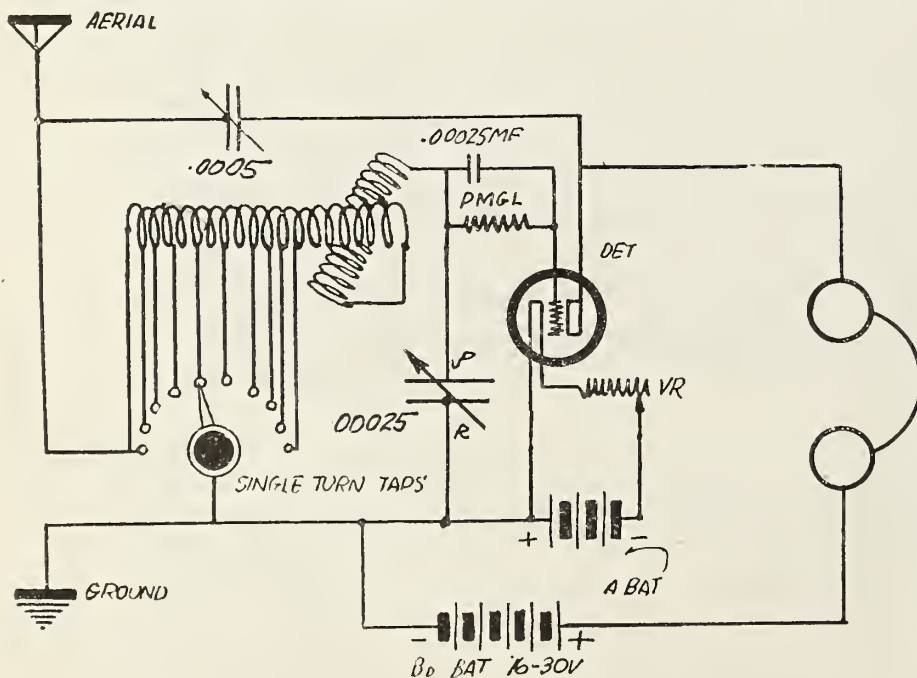 AERIAL
.0005
.00025MF
PMGL
DET
P
.00025
R
VR
SINGLE TURN TAPS
+ -
A BAT
GROUND
- +
BD BAT 16-30V